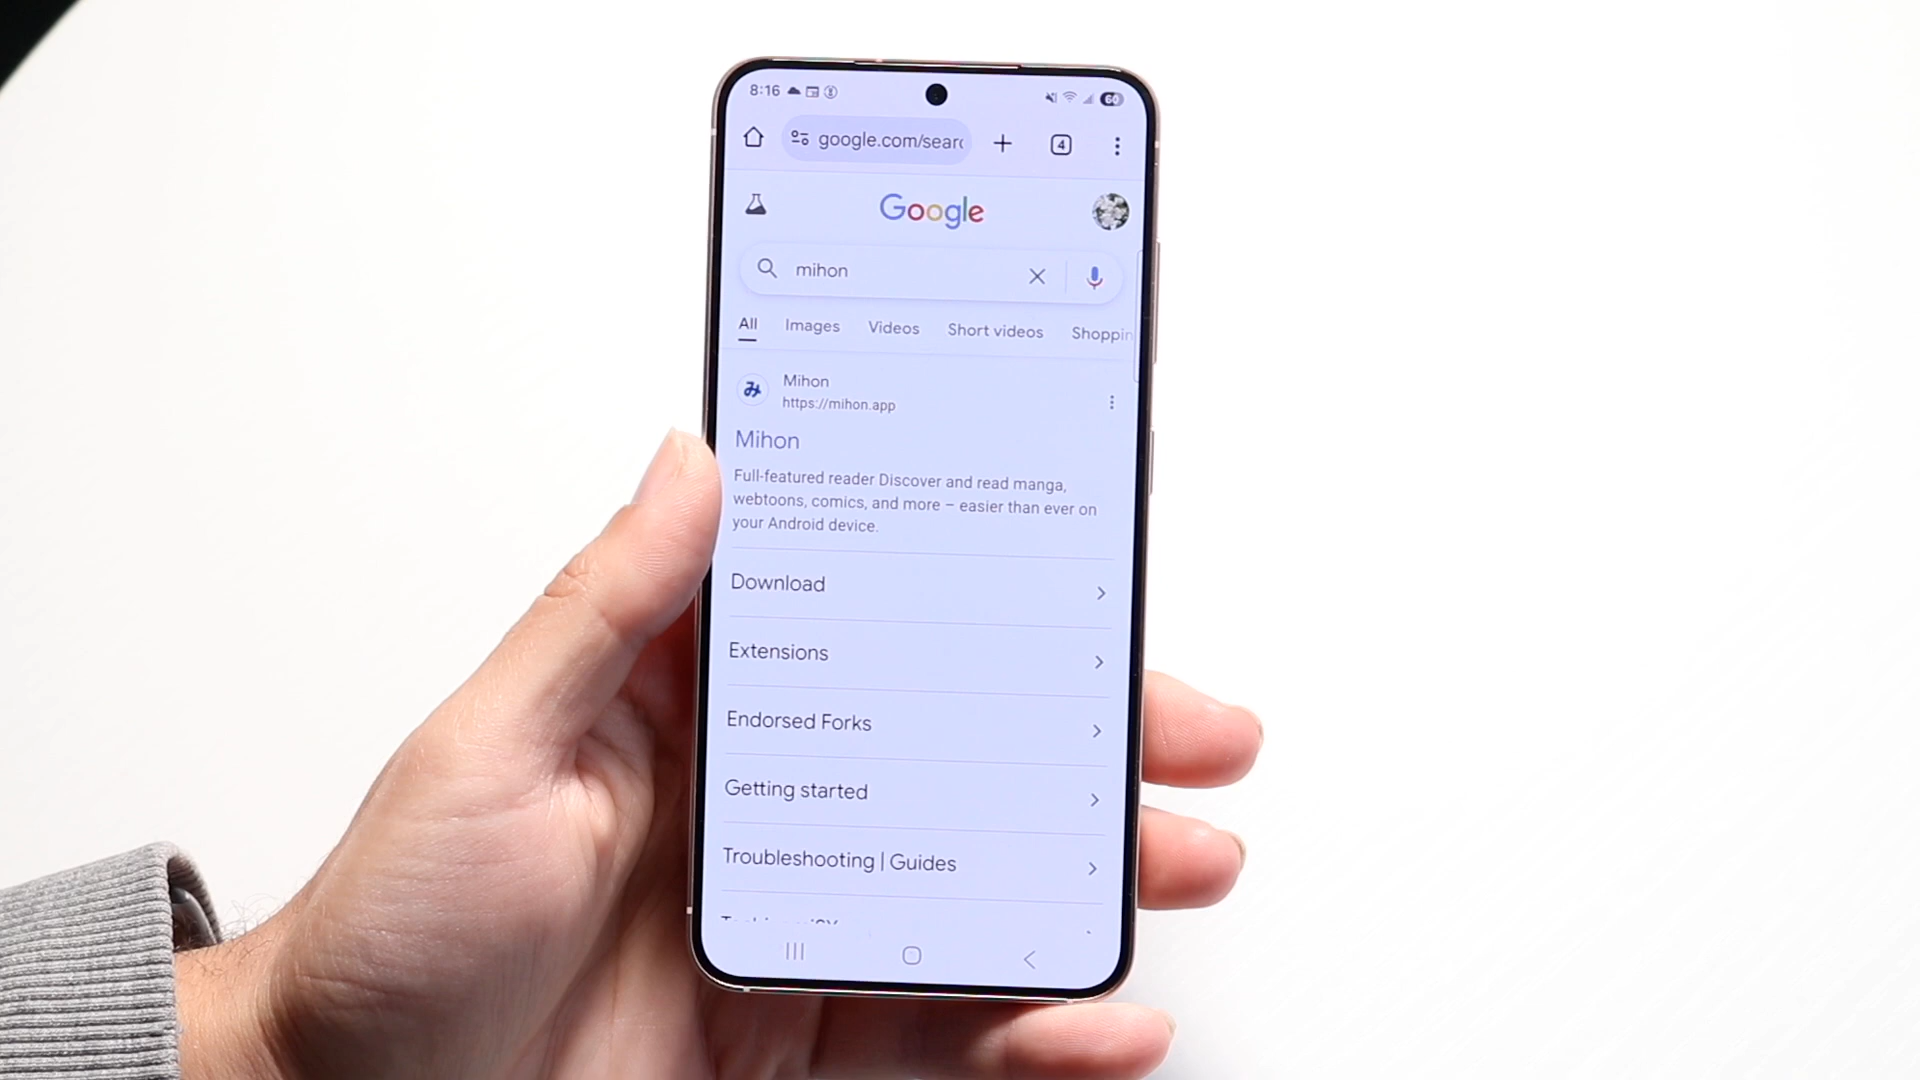 8:16
60
google.com/searc
4
Google
mihon
All Images Videos Short videos Shoppin
み
Mihon
https://mihon.app
Mihon
Full-featured reader Discover and read manga,
webtoons, comics, and more – easier than ever on
your Android device.
Download
Extensions
Endorsed Forks
Getting started
Troubleshooting | Guides